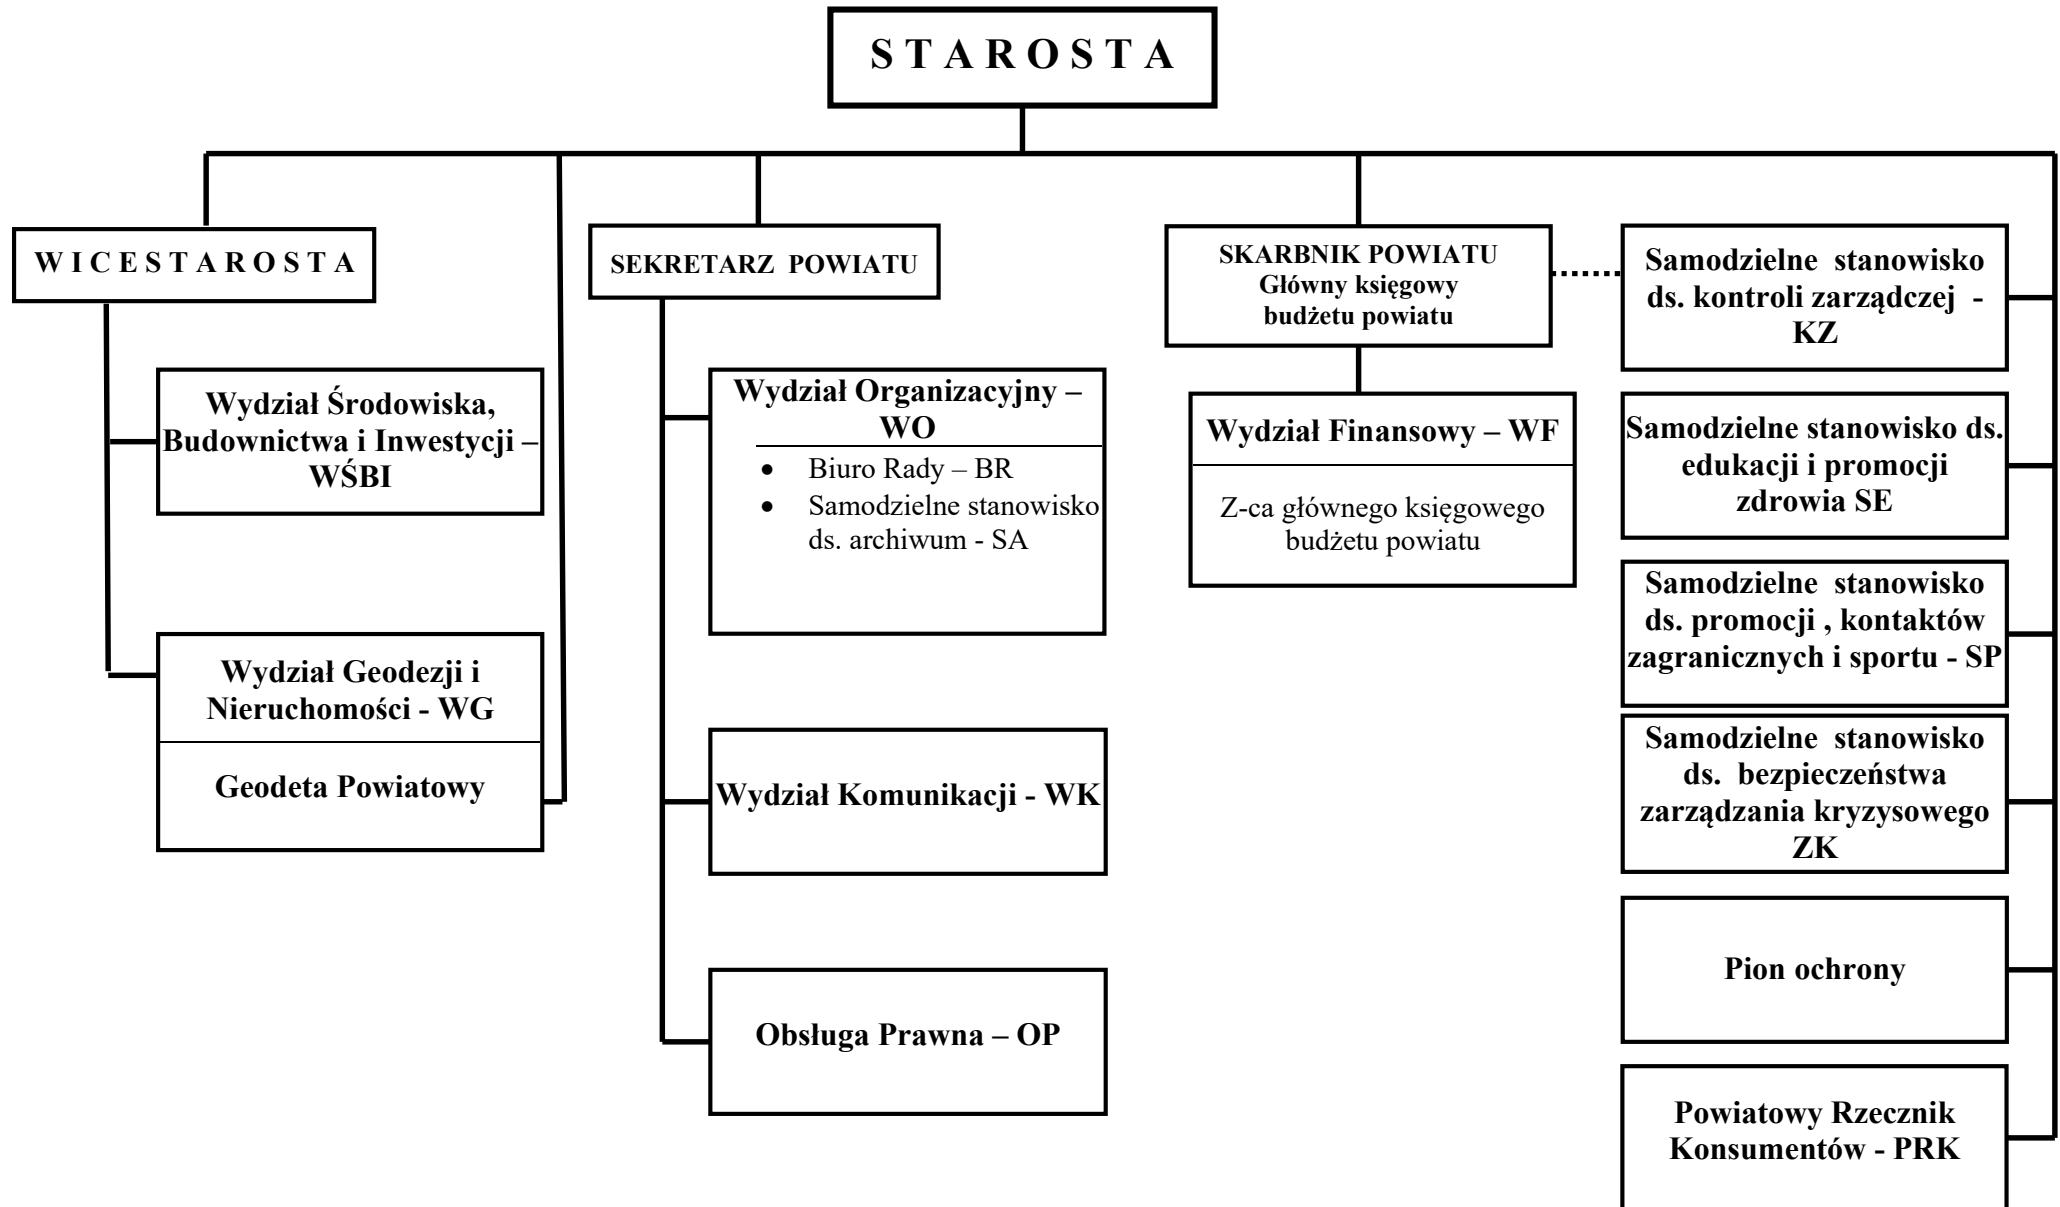 S T A R O S T A
W I C E S T A R O S T A
Wydział Środowiska,
Budownictwa i Inwestycji –
WŚBI
Wydział Geodezji i
Nieruchomości - WG
Geodeta Powiatowy
SEKRETARZ POWIATU
Wydział Organizacyjny –
WO
• Biuro Rady – BR
• Samodzielne stanowisko
ds. archiwum - SA
Wydział Komunikacji - WK
Obsługa Prawna – OP
SKARBNIK POWIATU
Główny księgowy
budżetu powiatu
Wydział Finansowy – WF
Z-ca głównego księgowego
budżetu powiatu
Samodzielne stanowisko
ds. kontroli zarządczej -
KZ
Samodzielne stanowisko ds.
edukacji i promocji
zdrowia SE
Samodzielne stanowisko
ds. promocji , kontaktów
zagranicznych i sportu - SP
Samodzielne stanowisko
ds. bezpieczeństwa
zarządzania kryzysowego
ZK
Pion ochrony
Powiatowy Rzecznik
Konsumentów - PRK